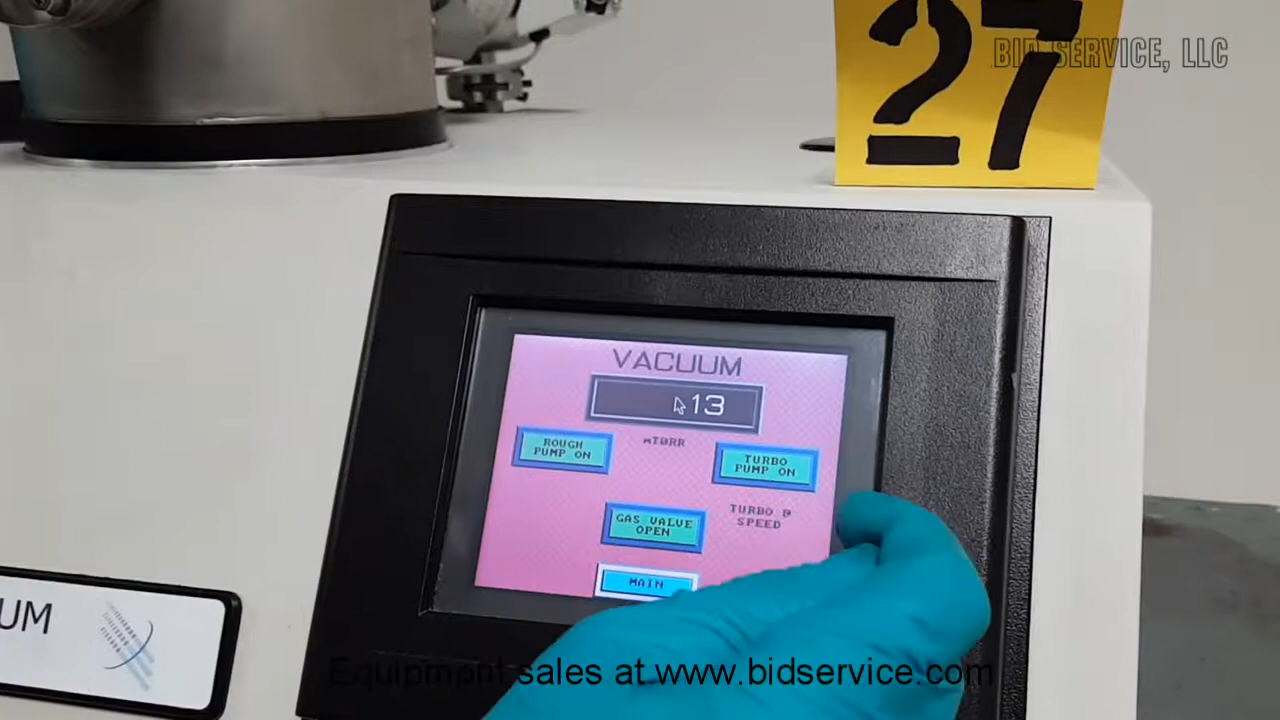 27
BID SERVICE, LLC
VACUUM
13
mTORR
ROUGH
PUMP ON
TURBO
PUMP ON
TURBO @
SPEED
GAS VALVE
OPEN
MAIN
UUM
Equipment sales at www.bidservice.com